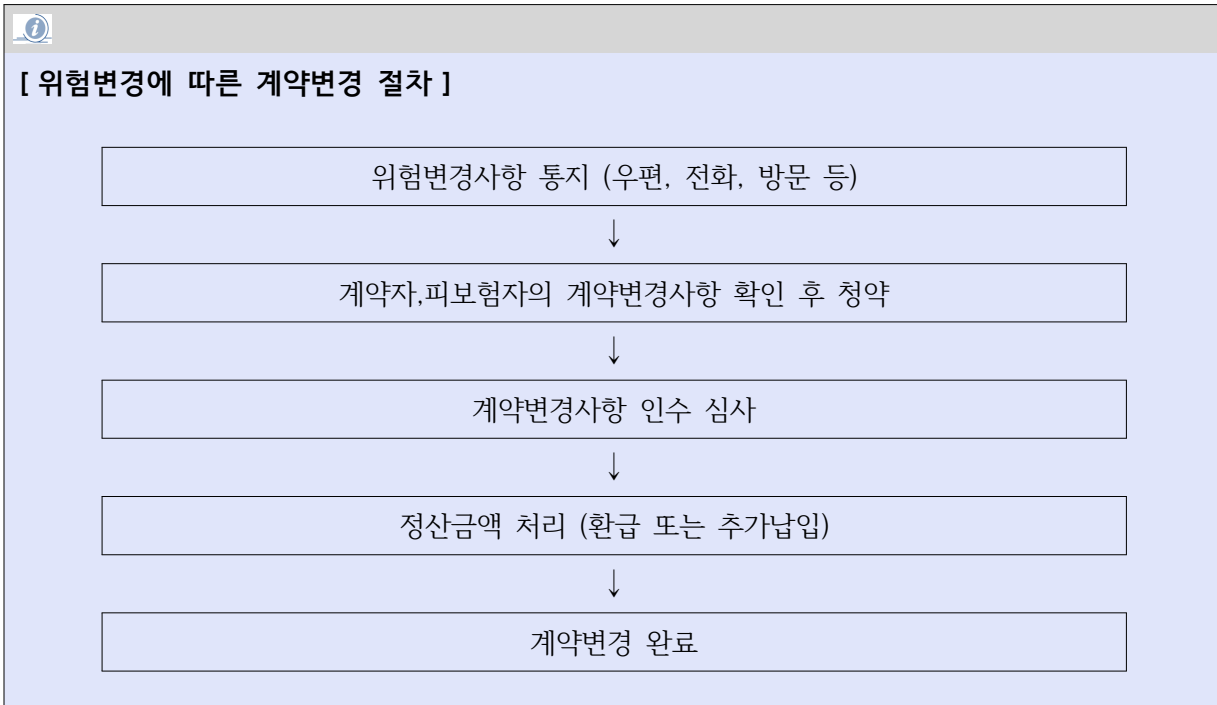 [ 위험변경에 따른 계약변경 절차 ]
위험변경사항 통지 (우편, 전화, 방문 등)
↓
계약자,피보험자의 계약변경사항 확인 후 청약
↓
계약변경사항 인수 심사
↓
정산금액 처리 (환급 또는 추가납입)
↓
계약변경 완료